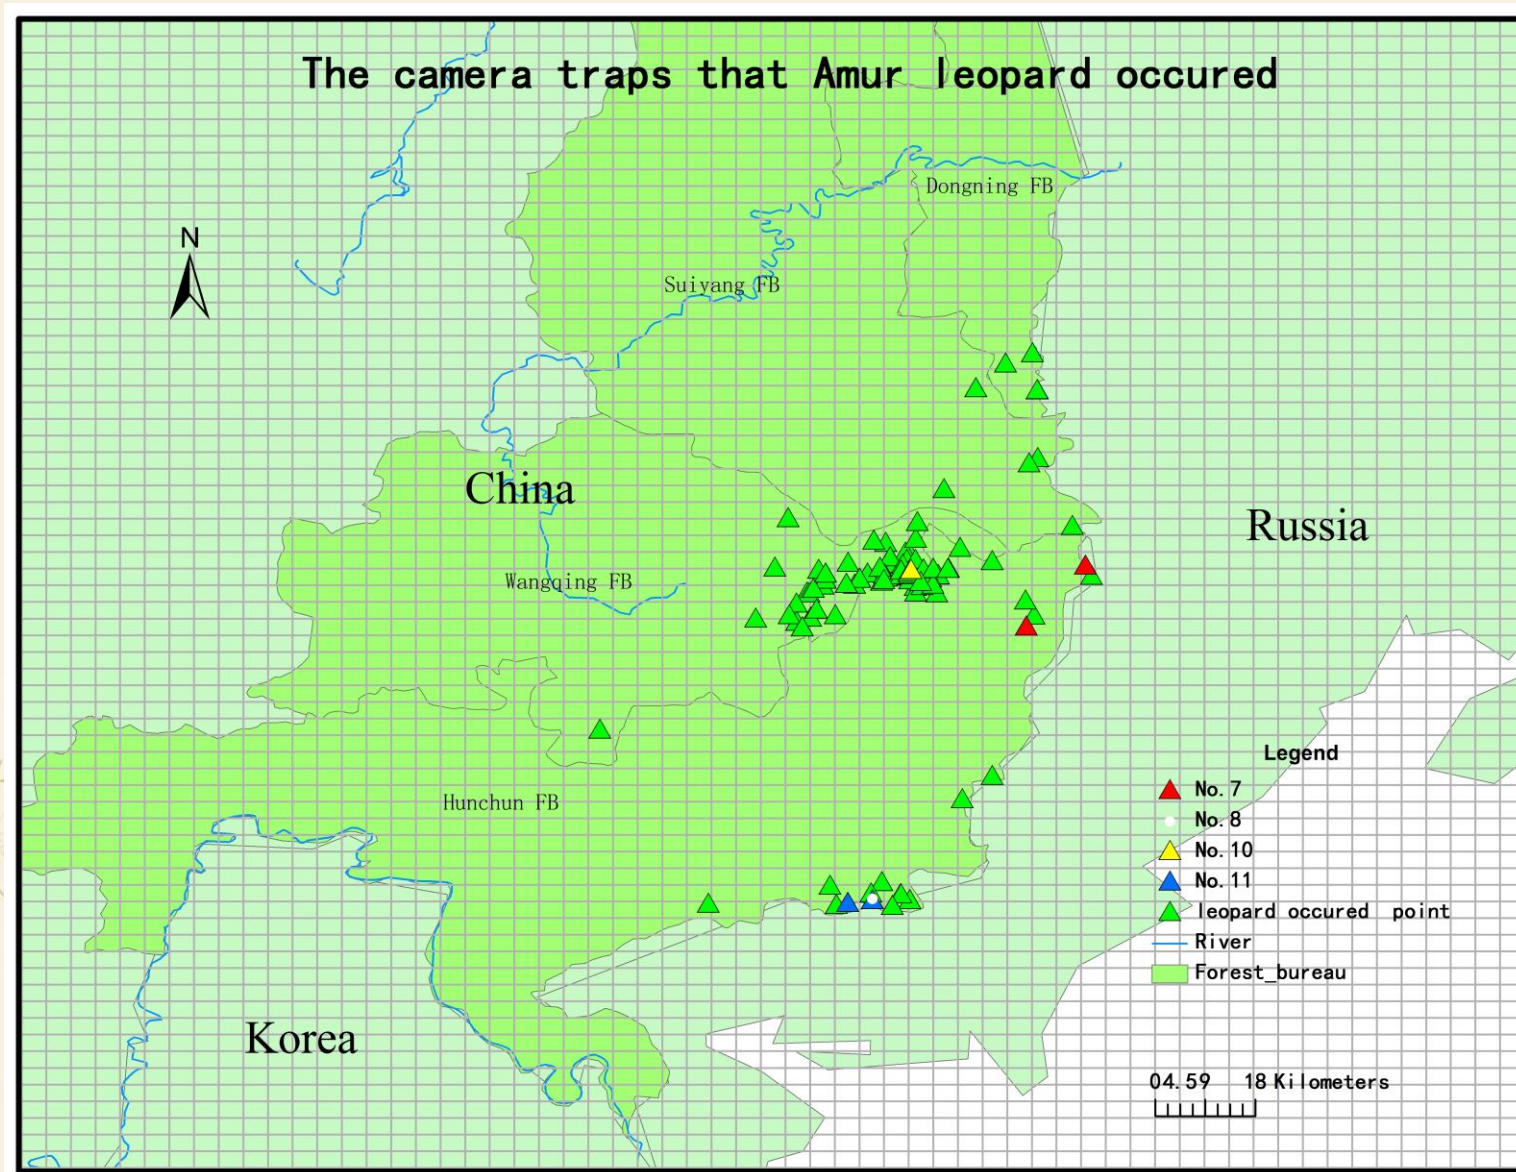 The camera traps that Amur leopard occured
Dongning FB
N
Suiyang FB
China
Russia
Wangqing FB
Legend
No.7
Hunchun FB
No.8
No.10
No.11
leopard occured point
River
Forest_bureau
Korea
04.59 18 Kilometers